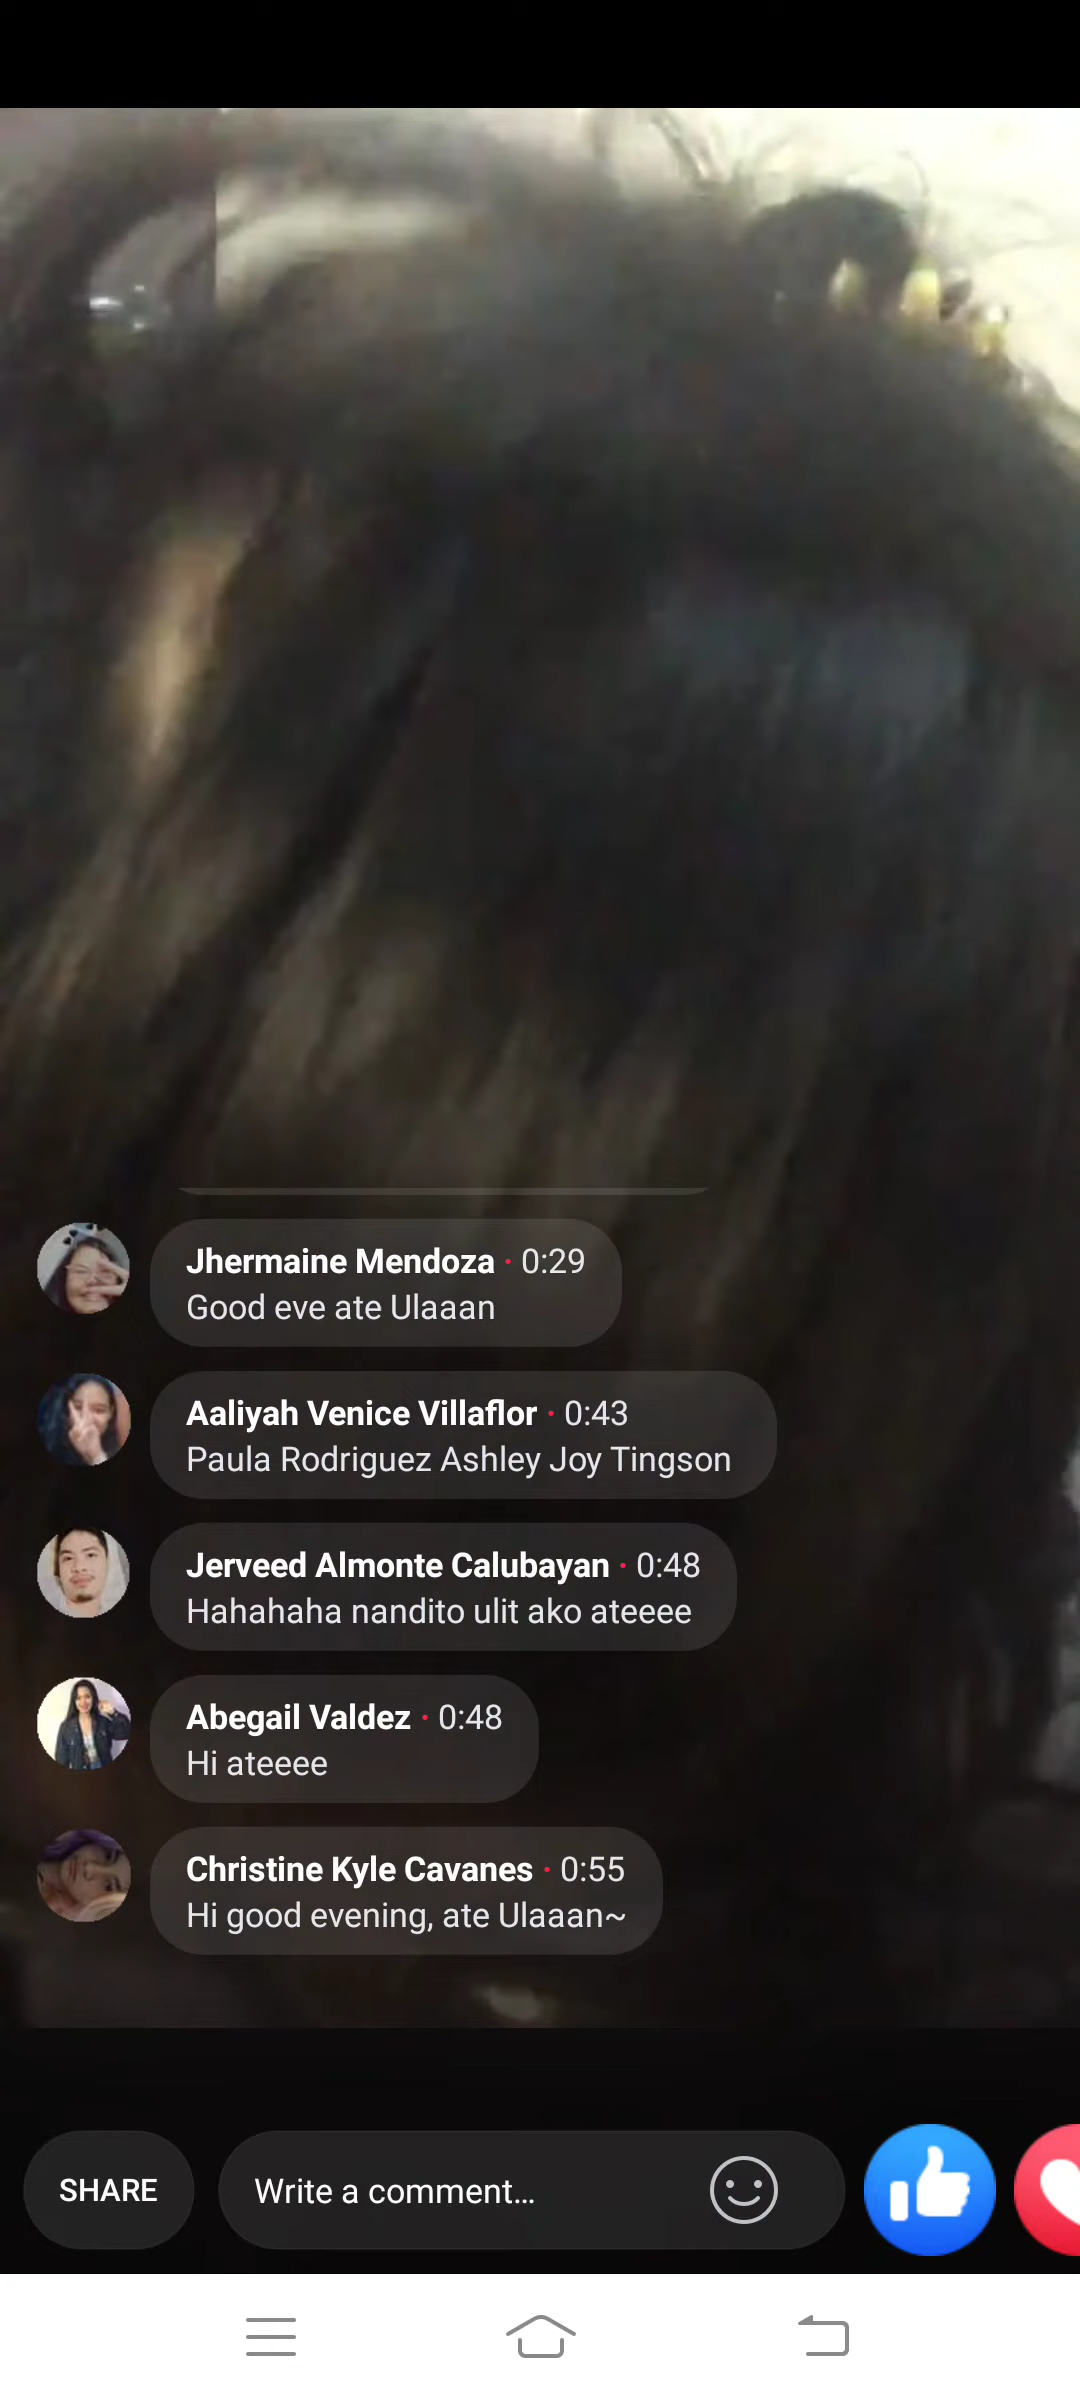 Jhermaine Mendoza · 0:29
Good eve ate Ulaaan
Aaliyah Venice Villaflor · 0:43
Paula Rodriguez Ashley Joy Tingson
Jerveed Almonte Calubayan · 0:48
Hahahaha nandito ulit ako ateeee
Abegail Valdez · 0:48
Hi ateeee
Christine Kyle Cavanes · 0:55
Hi good evening, ate Ulaaan~
SHARE
Write a comment...